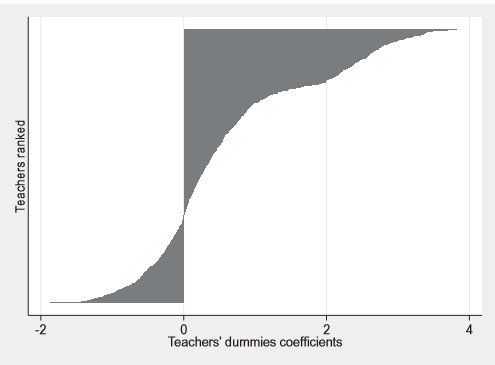 Teachers ranked
-2 0 2 4
Teachers' dummies coefficients